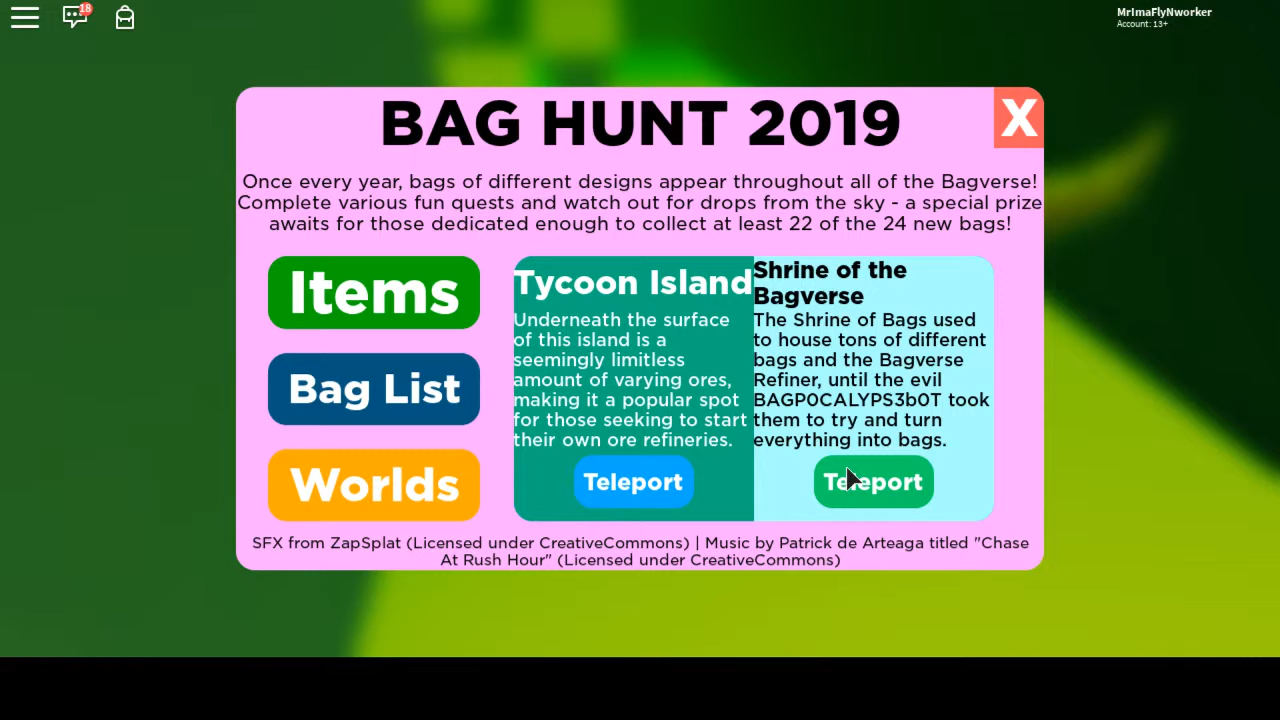 18
MrImaFlyNworker
Account: 13+
BAG HUNT 2019
X
Once every year, bags of different designs appear throughout all of the Bagverse!
Complete various fun quests and watch out for drops from the sky - a special prize
awaits for those dedicated enough to collect at least 22 of the 24 new bags!
Items
Bag List
Worlds
Tycoon Island
Underneath the surface
of this island is a
seemingly limitless
amount of varying ores,
making it a popular spot
for those seeking to start
their own ore refineries.
Teleport
Shrine of the
Bagverse
The Shrine of Bags used
to house tons of different
bags and the Bagverse
Refiner, until the evil
BAGP0CALYPS3b0T took
them to try and turn
everything into bags.
Teleport
SFX from ZapSplat (Licensed under CreativeCommons) | Music by Patrick de Arteaga titled "Chase
At Rush Hour" (Licensed under CreativeCommons)